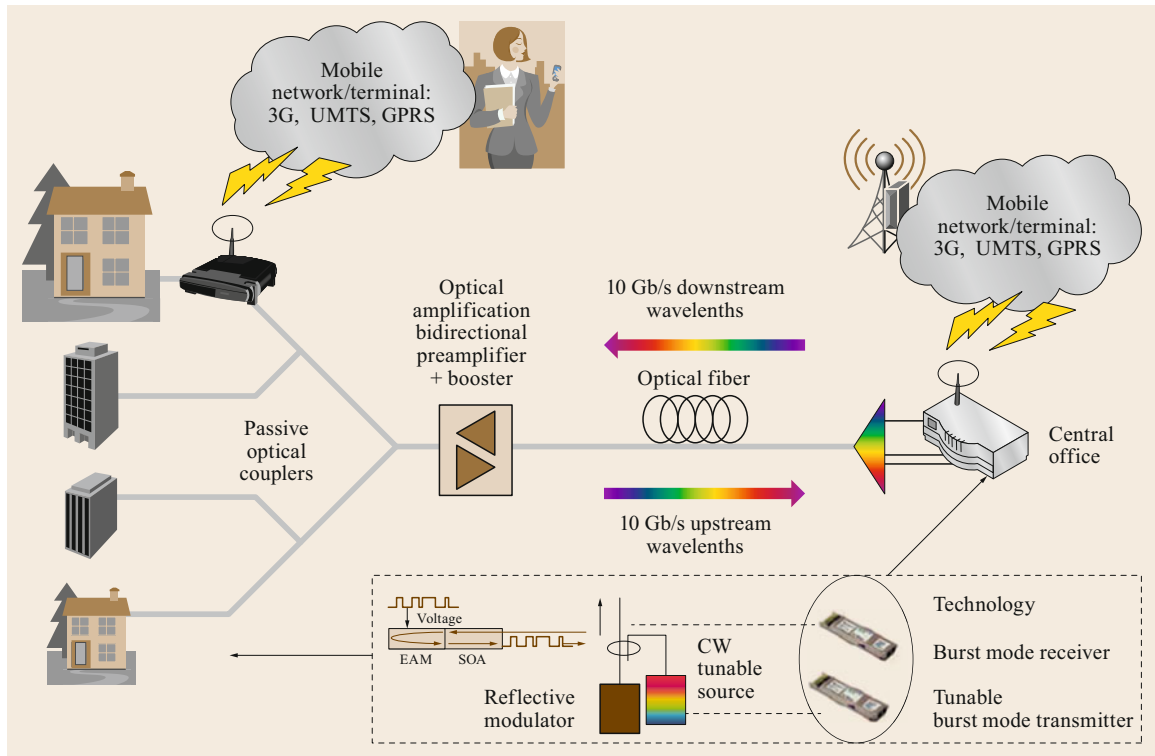 Mobile
network/terminal:
3G, UMTS, GPRS
Mobile
network/terminal:
3G, UMTS, GPRS
Optical
amplification
bidirectional
preamplifier
+ booster
10 Gb/s downstream
wavelenths
Optical fiber
Passive
optical
couplers
Central
office
10 Gb/s upstream
wavelenths
Voltage
EAM
SOA
Reflective
modulator
CW
tunable
source
Technology
Burst mode receiver
Tunable
burst mode transmitter